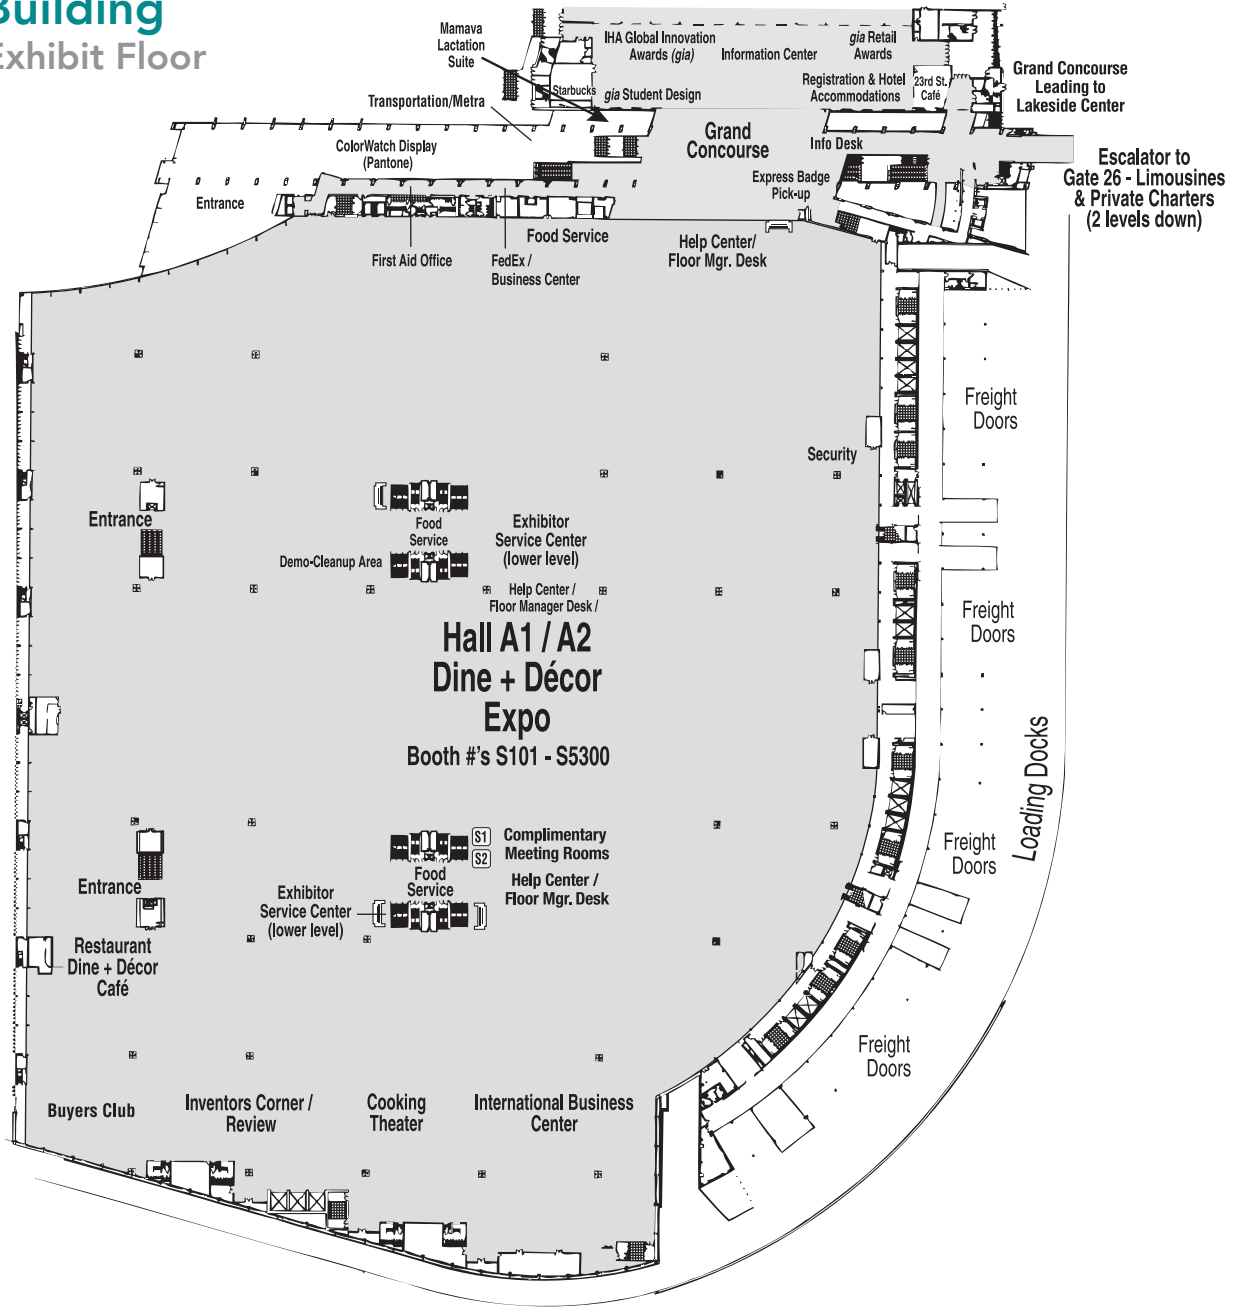 Building
Exhibit Floor
Mamava
Lactation
Suite
IHA Global Innovation
Awards (gia)
Information Center
gia Retail
Awards
Starbucks
gia Student Design
Registration & Hotel
Accommodations
23rd St.
Café
Grand Concourse
Leading to
Lakeside Center
Transportation/Metra
ColorWatch Display
(Pantone)
Grand
Concourse
Info Desk
Escalator to
Gate 26 - Limousines
& Private Charters
(2 levels down)
Express Badge
Pick-up
Entrance
Food Service
First Aid Office
FedEx /
Business Center
Help Center/
Floor Mgr. Desk
Freight
Doors
Security
Entrance
Food
Service
Exhibitor
Service Center
(lower level)
Demo-Cleanup Area
Help Center /
Floor Manager Desk /
Freight
Doors
Hall A1 / A2
Dine + Décor
Expo
Booth #'s S101 - S5300
Loading Docks
S1
S2
Complimentary
Meeting Rooms
Freight
Doors
Entrance
Food
Service
Help Center /
Floor Mgr. Desk
Exhibitor
Service Center
(lower level)
Restaurant
Dine + Décor
Café
Freight
Doors
Buyers Club
Inventors Corner /
Review
Cooking
Theater
International Business
Center